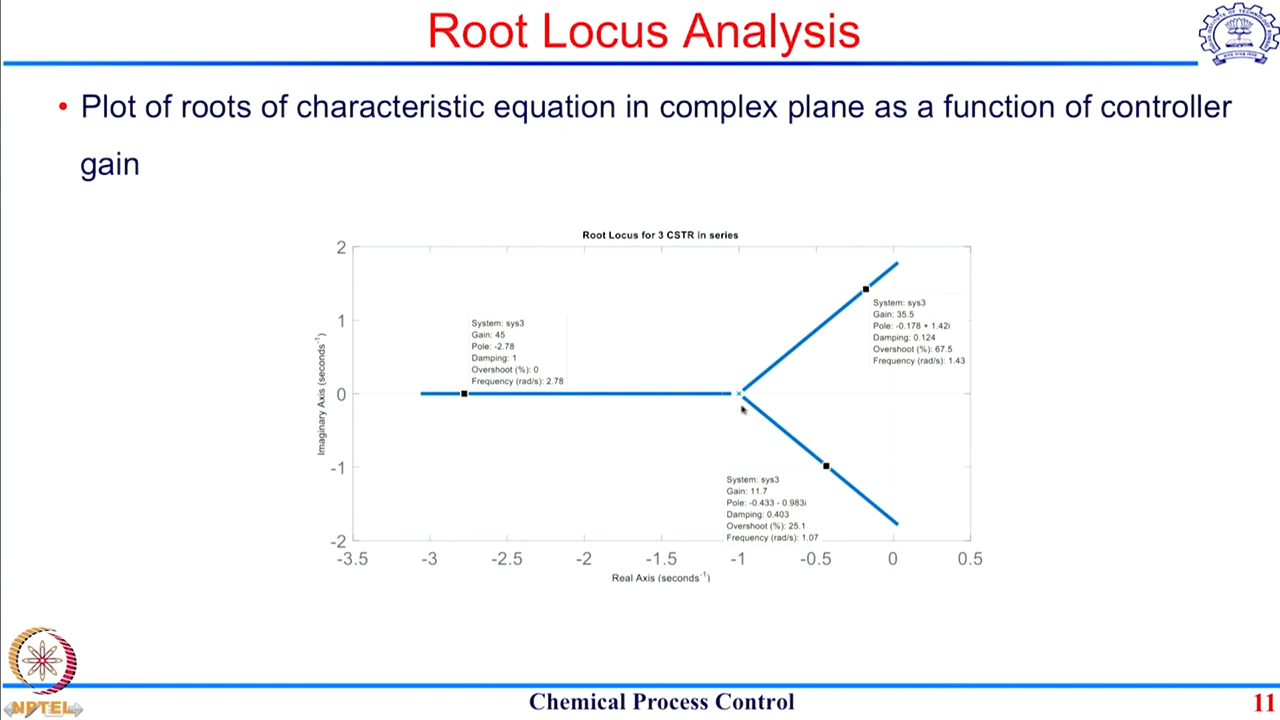 Root Locus Analysis
• Plot of roots of characteristic equation in complex plane as a function of controller
gain
Root Locus for 3 CSTR in series
2
1
0
-1
-2
Imaginary Axis (seconds⁻¹)
System: sys3
Gain: 45
Pole: -2.78
Damping: 1
Overshoot (%): 0
Frequency (rad/s): 2.78
System: sys3
Gain: 35.5
Pole: -0.178 + 1.42i
Damping: 0.124
Overshoot (%): 67.5
Frequency (rad/s): 1.43
System: sys3
Gain: 11.7
Pole: -0.433 - 0.983i
Damping: 0.403
Overshoot (%): 25.1
Frequency (rad/s): 1.07
-3.5 -3 -2.5 -2 -1.5 -1 -0.5 0 0.5
Real Axis (seconds⁻¹)
NPTEL
Chemical Process Control
11